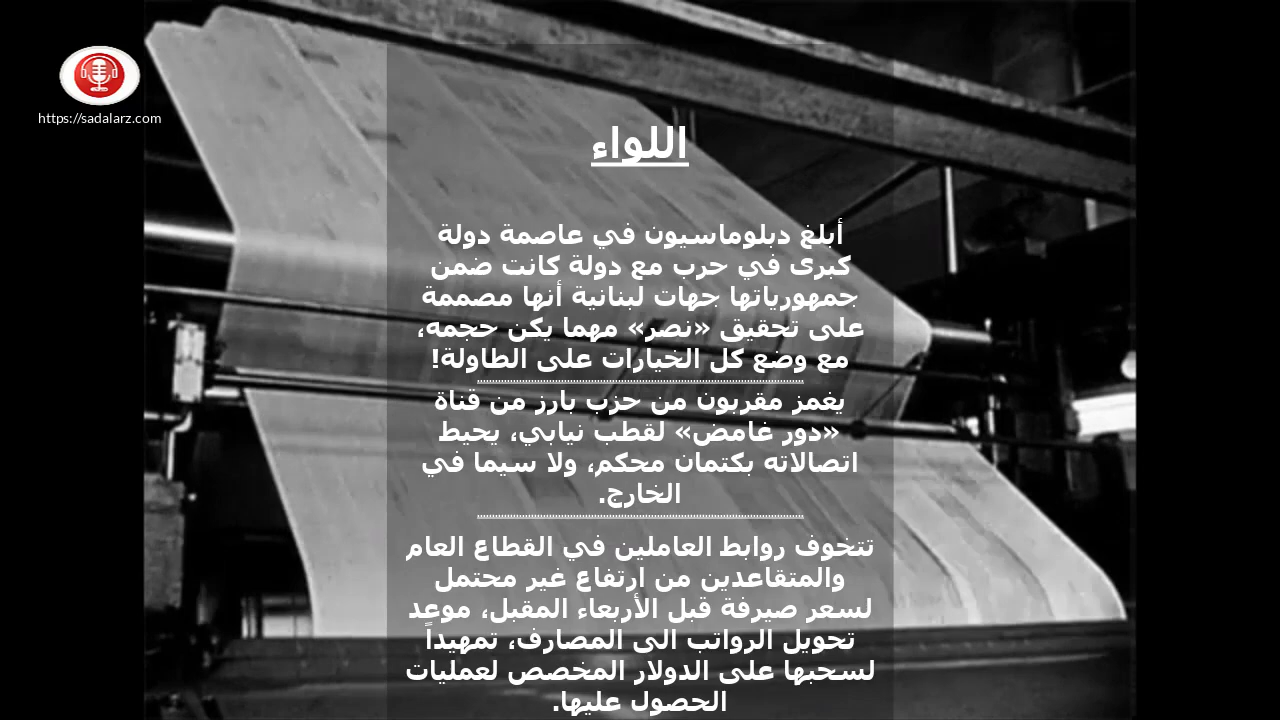 https://sadalarz.com
اللواء
أبلغ دبلوماسيون في عاصمة دولة
كبرى في حرب مع دولة كانت ضمن
جمهورياتها جهات لبنانية أنها مصممة
على تحقيق «نصر» مهما يكن حجمه،
مع وضع كل الخيارات على الطاولة!
يغمز مقربون من حزب بارز من قناة
«دور غامض» لقطب نيابي، يحيط
اتصالاته بكتمان محكم، ولا سيما في
الخارج.
تتخوف روابط العاملين في القطاع العام
والمتقاعدين من ارتفاع غير محتمل
لسعر صيرفة قبل الأربعاء المقبل، موعد
تحويل الرواتب الى المصارف، تمهيداً
لسحبها على الدولار المخصص لعمليات
الحصول عليها.